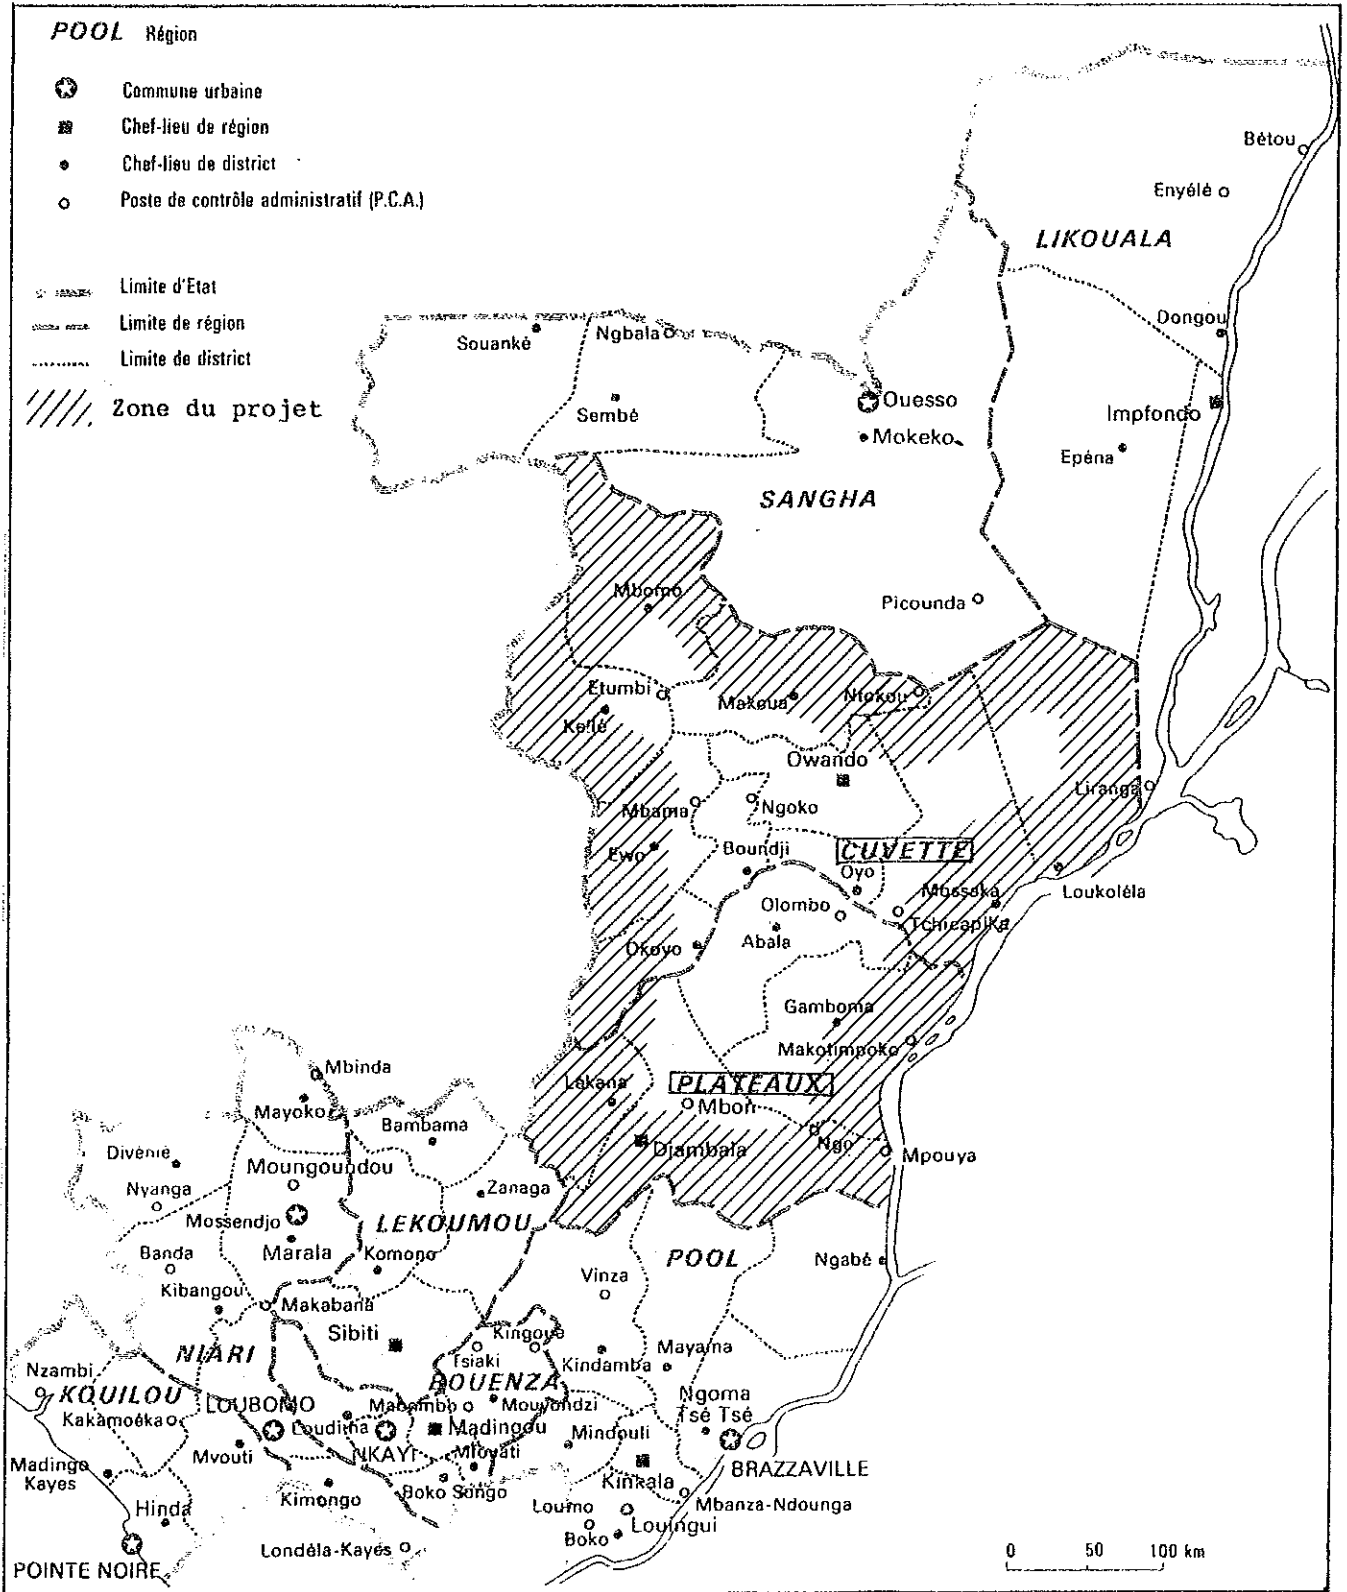 POOL Région
Commune urbaine
Chef-lieu de région
Chef-lieu de district
Poste de contrôle administratif (P.C.A.)
Limite d'Etat
Limite de région
Limite de district
Zone du projet
Bétou
Enyélé
LIKOUALA
Dongou
Souanké
Ngbala
Sembé
Ouesso
Mokeko
Impfondo
Epéna
SANGHA
Mbomo
Picounda
Etumbi
Makoua
Ntokou
Kellé
Owando
Liranga
Mbama
Ngoko
Ewo
Boundji
CUVETTE
Oyo
Mossaka
Loukoléla
Olombo
Tchicapika
Abala
Okoyo
Gamboma
Makotimpoko
Mbinda
Lékana
PLATEAUX
Mbon
Mayoko
Bambama
Divénié
Djambala
Ngo
Mpouya
Moungoundou
Nyanga
Zanaga
Mossendjo
LEKOUMOU
Marala
Banda
Komono
POOL
Ngabé
Vinza
Kibangou
Makabana
Sibiti
Kingoué
NIARI
Tsiaki
Kindamba
Mayama
Nzambi
KOUILOU
BOUENZA
Ngoma
Tsé Tsé
LOUBOMO
Mabombo
Mouyondzi
Kakamoéka
Loudima
Madingou
Mindouli
Mvouti
NKAYI
Mfouati
BRAZZAVILLE
Madingo
Kayes
Kinkala
Kimongo
Boko Songo
Mbanza-Ndounga
Hinda
Loumo
Louingui
Boko
Londéla-Kayes
POINTE NOIRE
0 50 100 km